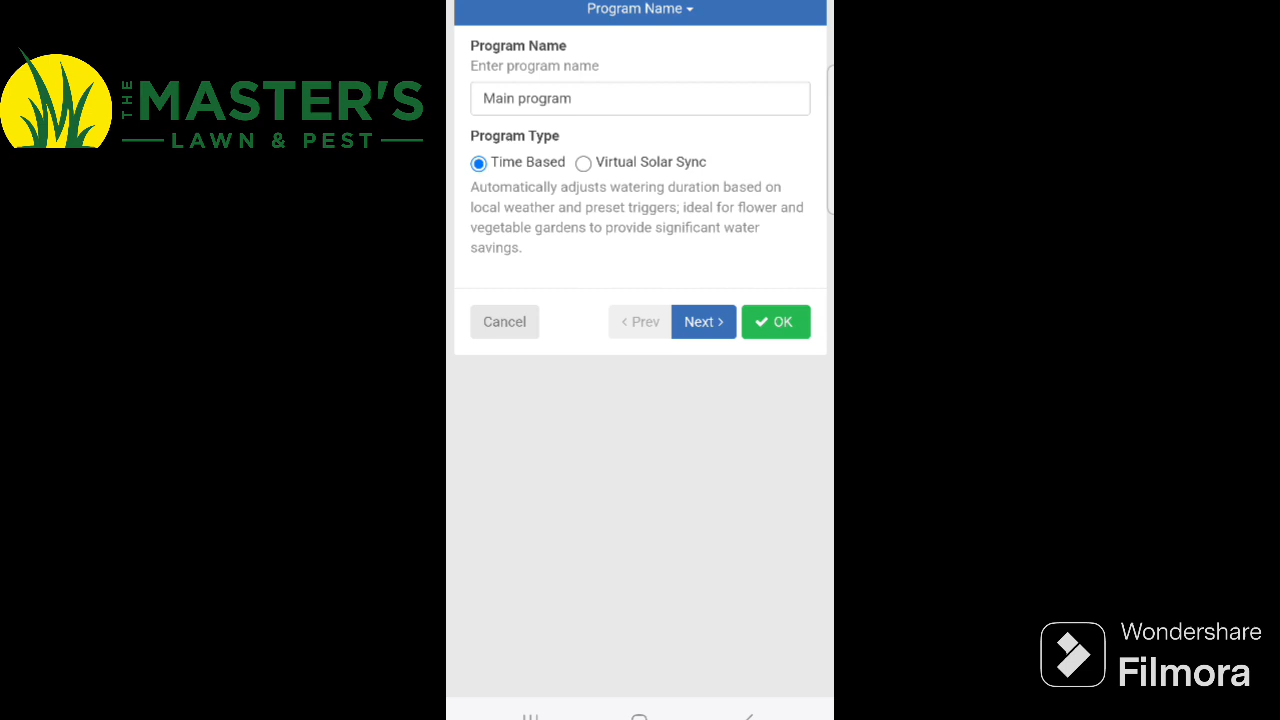 Program Name
THE
MASTER'S
LAWN & PEST
Program Name
Enter program name
Main program
Program Type
Time Based
Virtual Solar Sync
Automatically adjusts watering duration based on
local weather and preset triggers; ideal for flower and
vegetable gardens to provide significant water
savings.
Cancel
Prev
Next
OK
Wondershare
Filmora